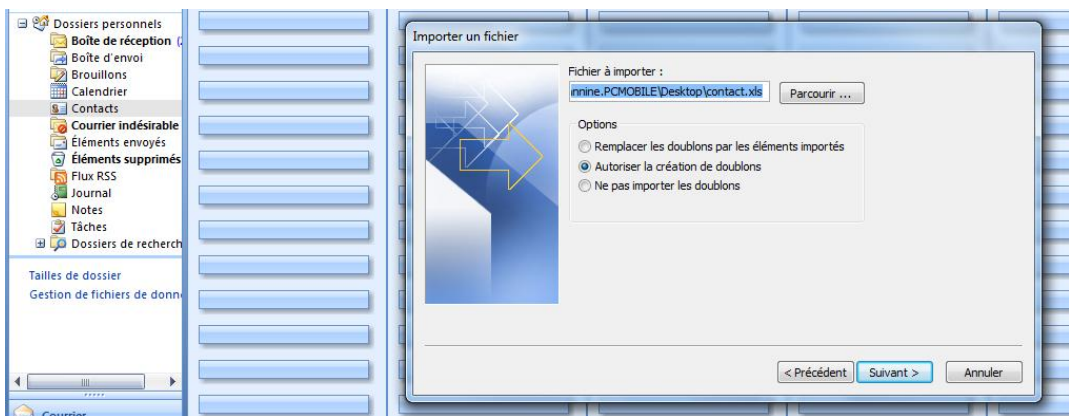 Dossiers personnels
Boîte de réception (
Boîte d'envoi
Brouillons
Calendrier
Contacts
Courrier indésirable
Éléments envoyés
Éléments supprimés
Flux RSS
Journal
Notes
Tâches
Dossiers de recherch
Tailles de dossier
Gestion de fichiers de donn
Courrier
Importer un fichier
Fichier à importer :
nnine.PCMOBILE\Desktop\contact.xls
Parcourir ...
Options
Remplacer les doublons par les éléments importés
Autoriser la création de doublons
Ne pas importer les doublons
< Précédent Suivant > Annuler